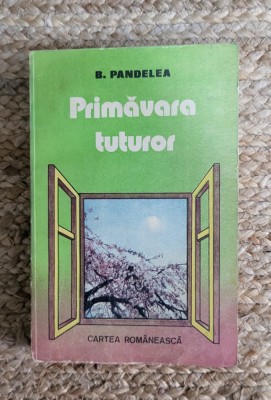 B. PANDELEA
Primăvara
tuturor
CARTEA ROMÂNEASCĂ